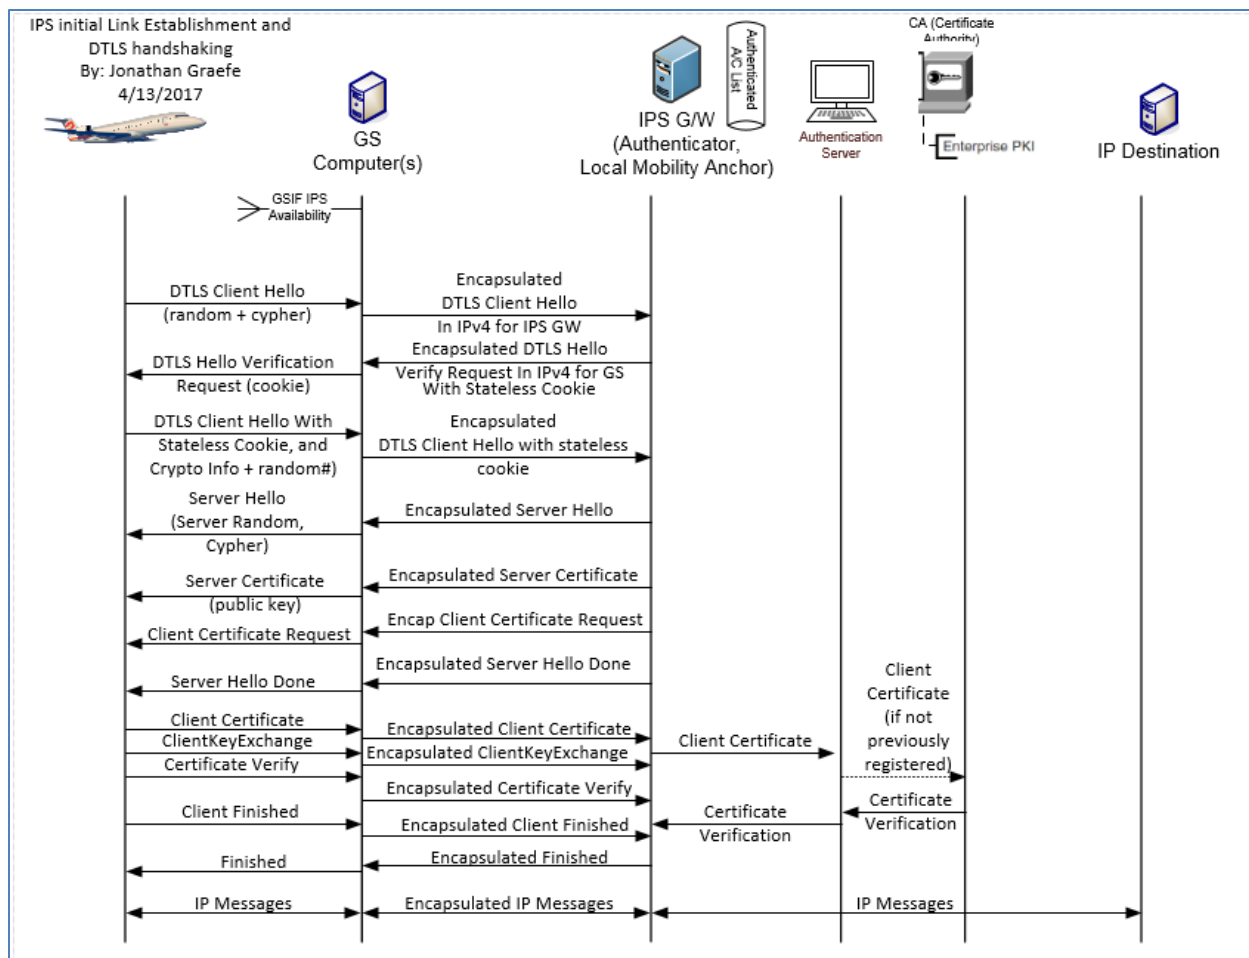 IPS initial Link Establishment and
DTLS handshaking
By: Jonathan Graefe
4/13/2017
GS
Computer(s)
IPS G/W
(Authenticator,
Local Mobility Anchor)
Authenticated
A/C List
Authentication
Server
CA (Certificate
Authority)
Enterprise PKI
IP Destination
GSIF IPS
Availability
DTLS Client Hello
(random + cypher)
Encapsulated
DTLS Client Hello
In IPv4 for IPS GW
DTLS Hello Verification
Request (cookie)
Encapsulated DTLS Hello
Verify Request In IPv4 for GS
With Stateless Cookie
DTLS Client Hello With
Stateless Cookie, and
Crypto Info + random#)
Encapsulated
DTLS Client Hello with stateless
cookie
Server Hello
(Server Random,
Cypher)
Encapsulated Server Hello
Server Certificate
(public key)
Encapsulated Server Certificate
Client Certificate Request
Encap Client Certificate Request
Server Hello Done
Encapsulated Server Hello Done
Client Certificate
ClientKeyExchange
Certificate Verify
Encapsulated Client Certificate
Encapsulated ClientKeyExchange
Encapsulated Certificate Verify
Client Certificate
Client
Certificate
(if not
previously
registered)
Certificate
Verification
Certificate
Verification
Client Finished
Encapsulated Client Finished
Finished
Encapsulated Finished
IP Messages
Encapsulated IP Messages
IP Messages